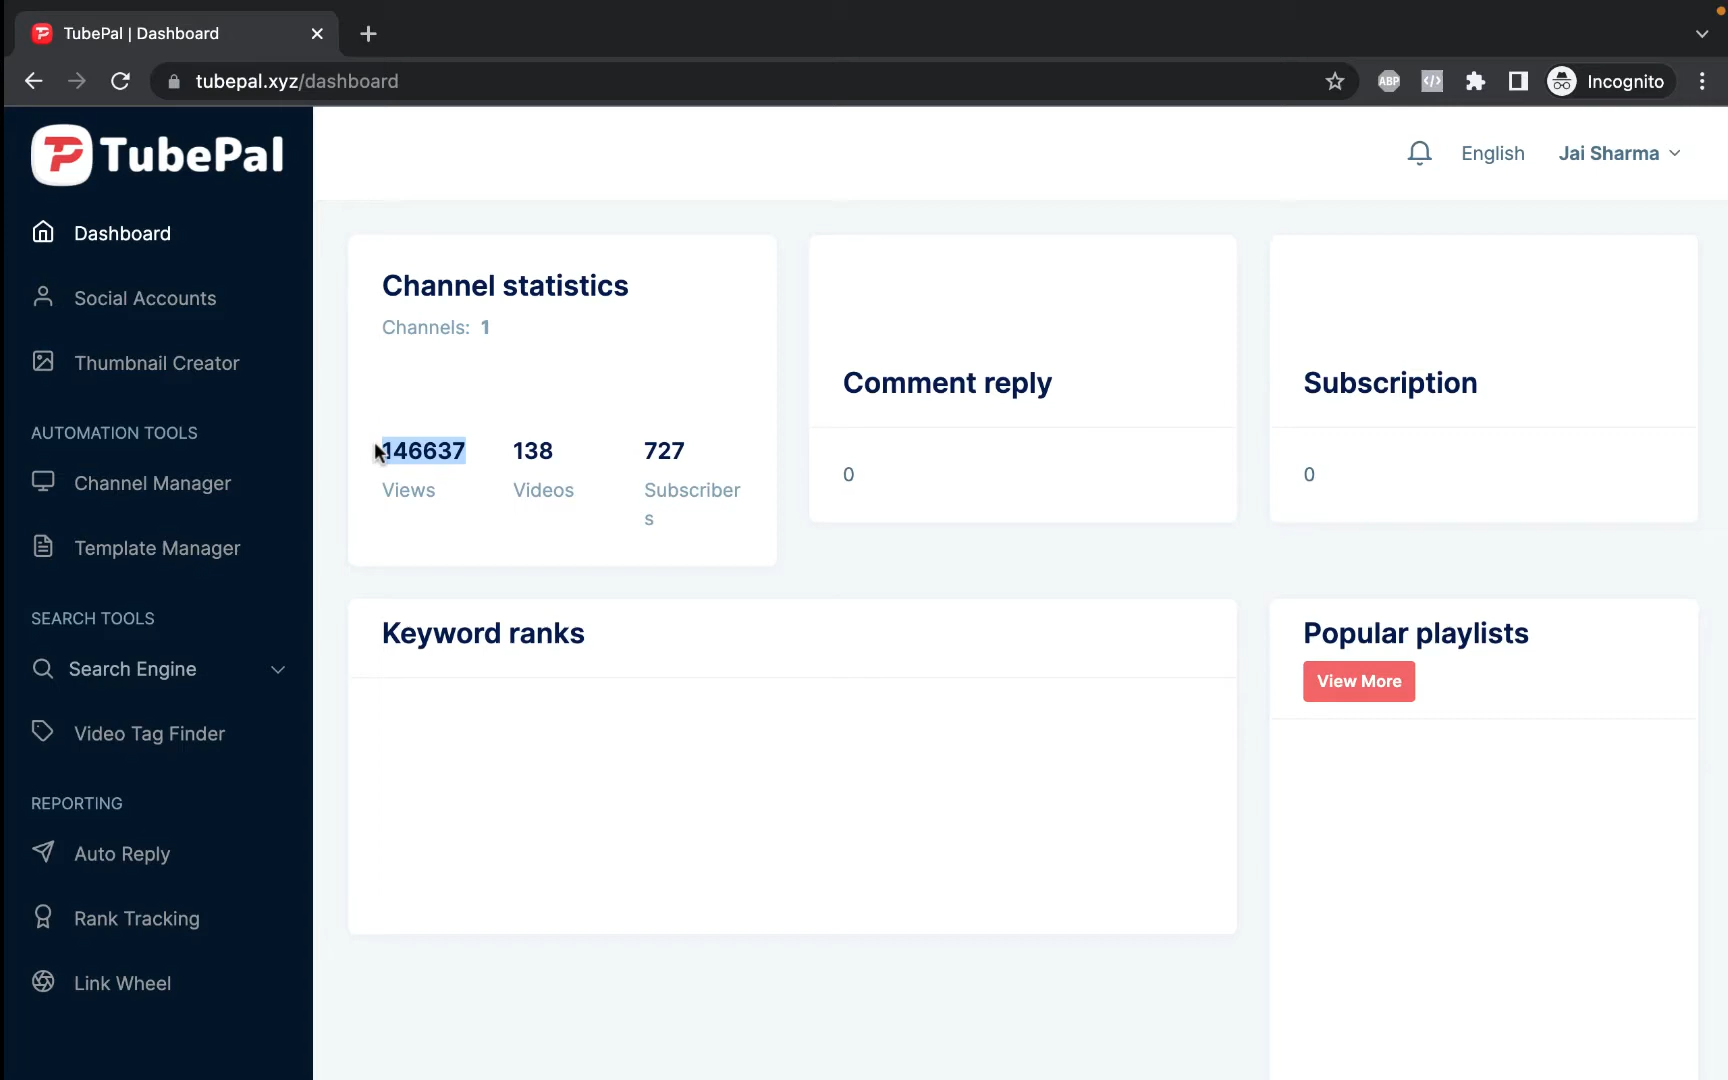 TubePal | Dashboard
tubepal.xyz/dashboard
ABP
Incognito
TubePal
English
Jai Sharma
Dashboard
Social Accounts
Thumbnail Creator
AUTOMATION TOOLS
Channel Manager
Template Manager
SEARCH TOOLS
Search Engine
Video Tag Finder
REPORTING
Auto Reply
Rank Tracking
Link Wheel
Channel statistics
Channels: 1
146637
Views
138
Videos
727
Subscriber
s
Comment reply
0
Subscription
0
Keyword ranks
Popular playlists
View More